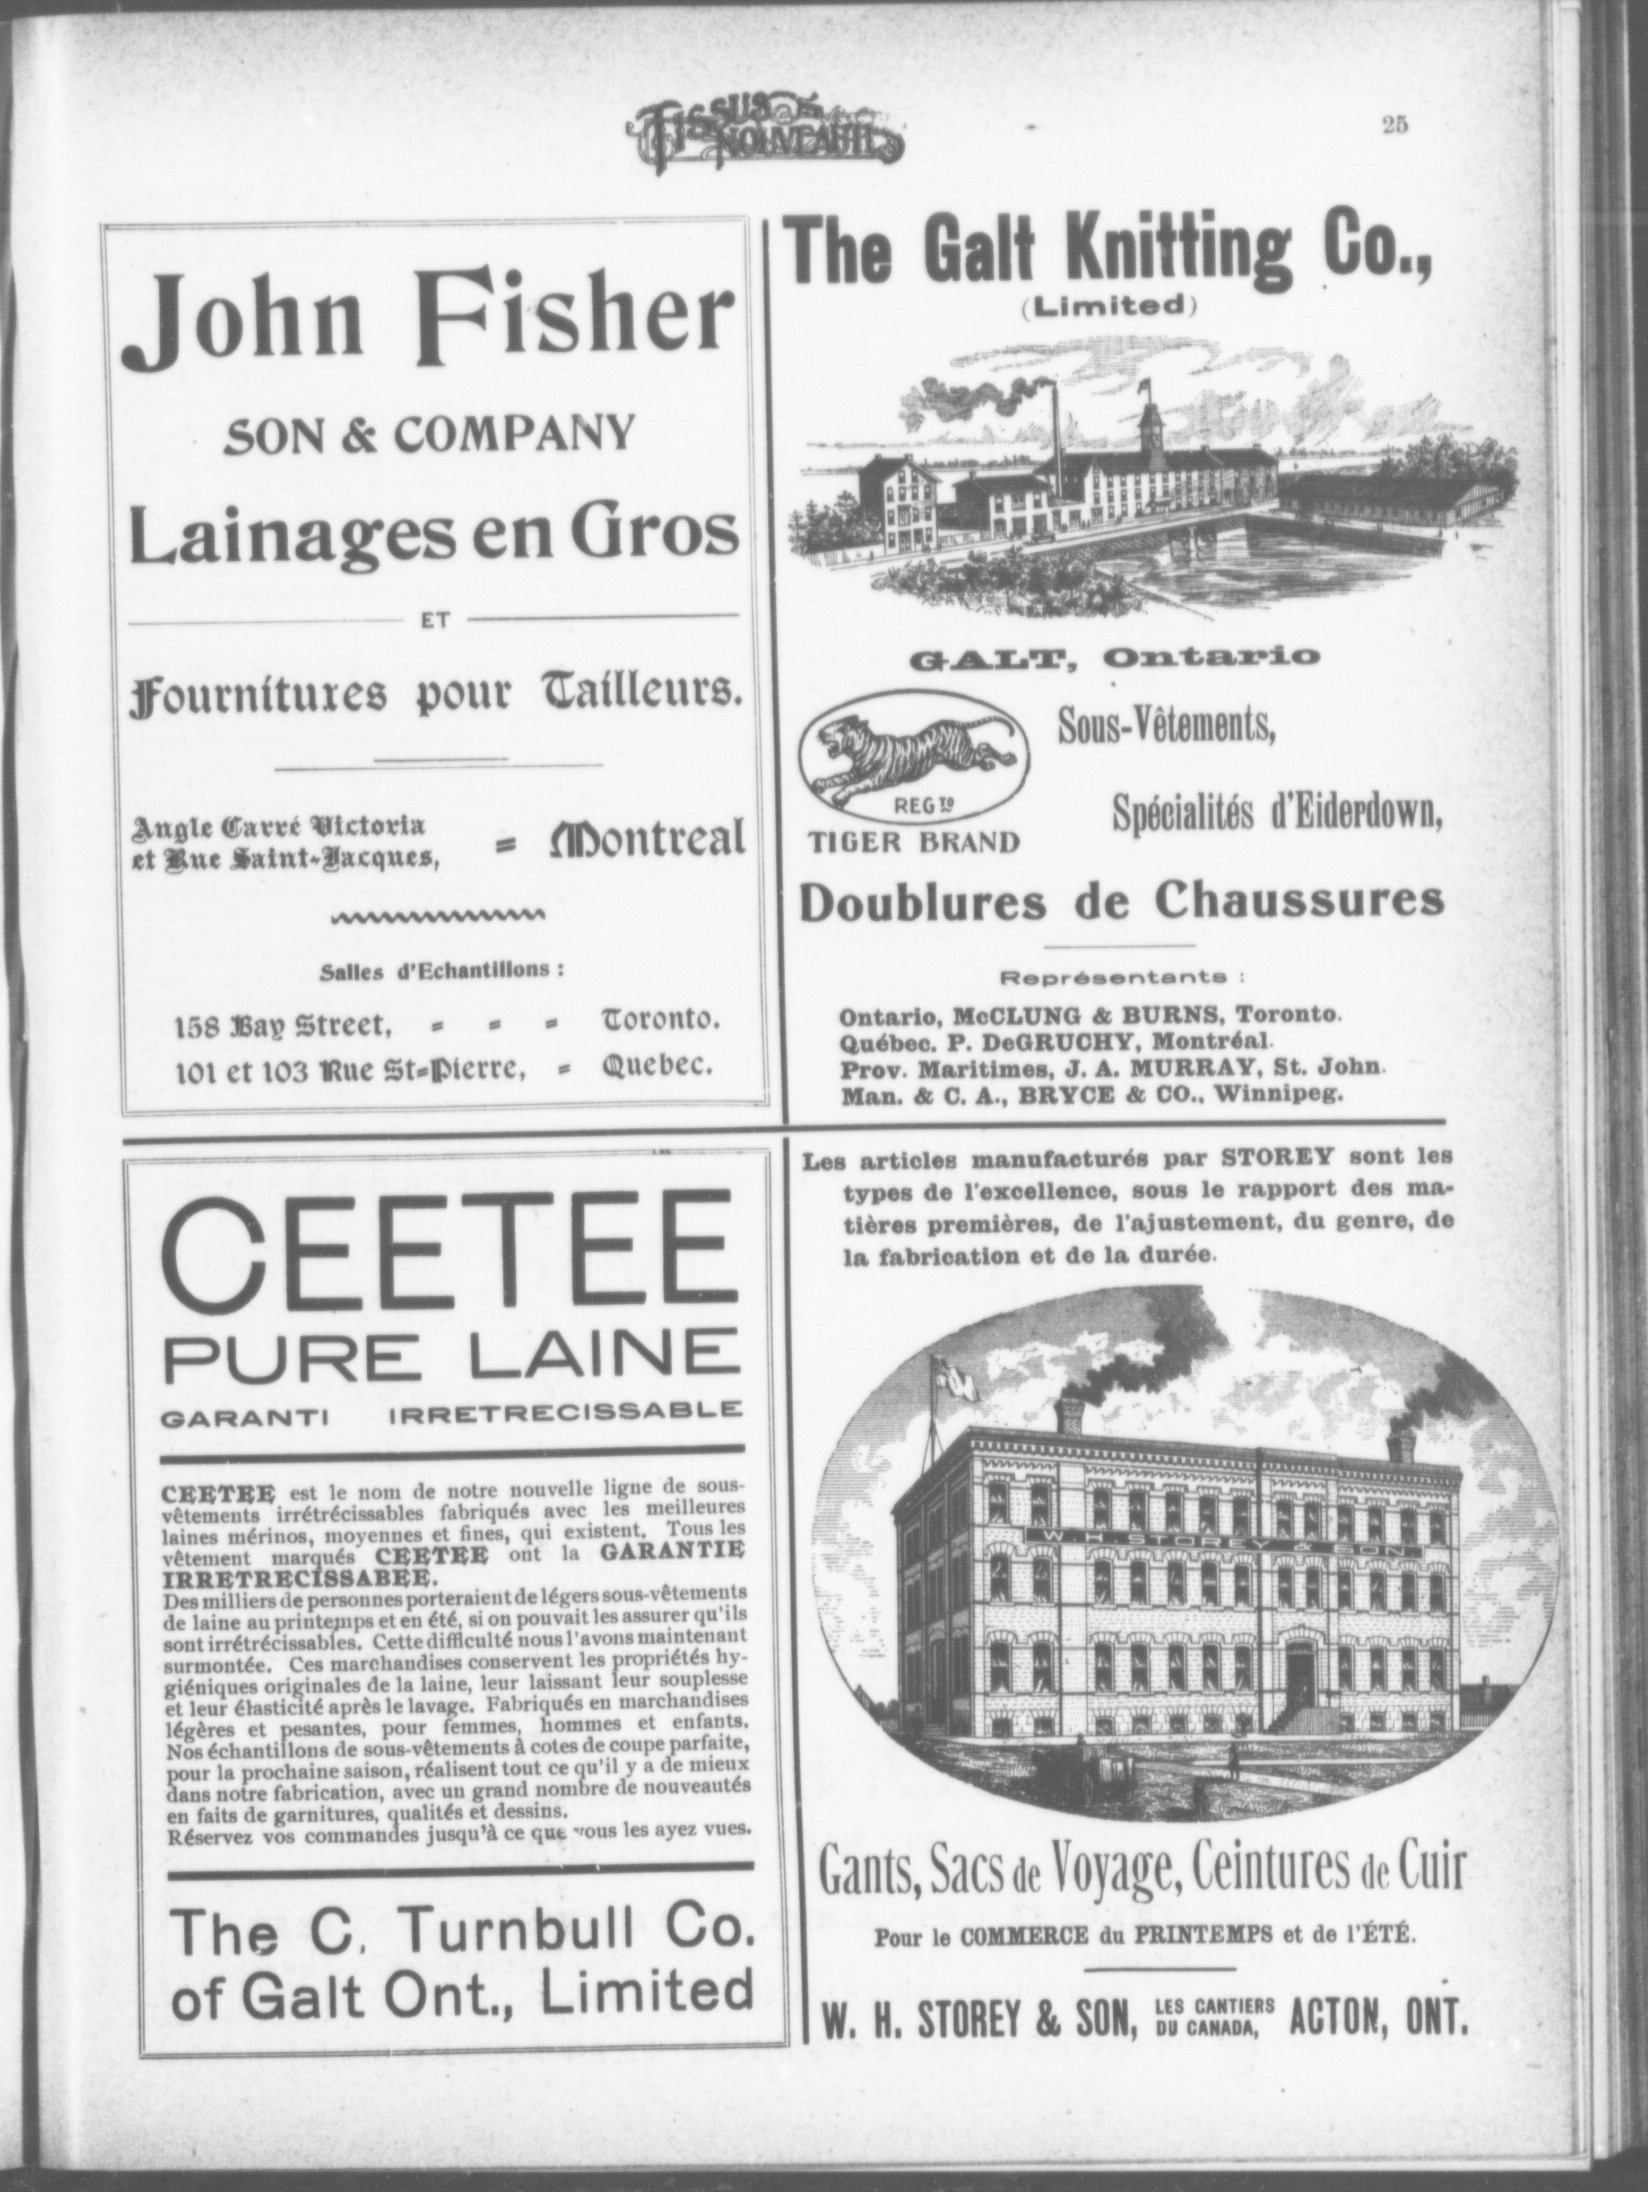 TISSUS
NOUVEAUTÉS
25
John Fisher
SON & COMPANY
Lainages en Gros
ET
Fournitures pour Tailleurs.
Angle Carré Victoria
et Rue Saint-Jacques, = Montreal
Salles d'Echantillons :
158 Bay Street, = = = Toronto.
101 et 103 Rue St=Pierre, = Quebec.
The Galt Knitting Co.,
(Limited)
GALT, Ontario
REGTD
TIGER BRAND
Sous-Vêtements,
Spécialités d'Eiderdown,
Doublures de Chaussures
Représentants :
Ontario, McCLUNG & BURNS, Toronto.
Québec. P. DeGRUCHY, Montréal.
Prov. Maritimes, J. A. MURRAY, St. John.
Man. & C. A., BRYCE & CO., Winnipeg.
CEETEE
PURE LAINE
GARANTI IRRETRECISSABLE
CEETEE est le nom de notre nouvelle ligne de sous-
vêtements irrétrécissables fabriqués avec les meilleures
laines mérinos, moyennes et fines, qui existent. Tous les
vêtement marqués CEETEE ont la GARANTIE
IRRETRECISSABEE.
Des milliers de personnes porteraient de légers sous-vêtements
de laine au printemps et en été, si on pouvait les assurer qu'ils
sont irrétrécissables. Cette difficulté nous l'avons maintenant
surmontée. Ces marchandises conservent les propriétés hy-
giéniques originales de la laine, leur laissant leur souplesse
et leur élasticité après le lavage. Fabriqués en marchandises
légères et pesantes, pour femmes, hommes et enfants.
Nos échantillons de sous-vêtements à cotes de coupe parfaite,
pour la prochaine saison, réalisent tout ce qu'il y a de mieux
dans notre fabrication, avec un grand nombre de nouveautés
en faits de garnitures, qualités et dessins.
Réservez vos commandes jusqu'à ce que vous les ayez vues.
The C. Turnbull Co.
of Galt Ont., Limited
Les articles manufacturés par STOREY sont les
types de l'excellence, sous le rapport des ma-
tières premières, de l'ajustement, du genre, de
la fabrication et de la durée.
W. H. STOREY & SON
Gants, Sacs de Voyage, Ceintures de Cuir
Pour le COMMERCE du PRINTEMPS et de l'ÉTÉ.
W. H. STOREY & SON, LES CANTIERS DU CANADA, ACTON, ONT.